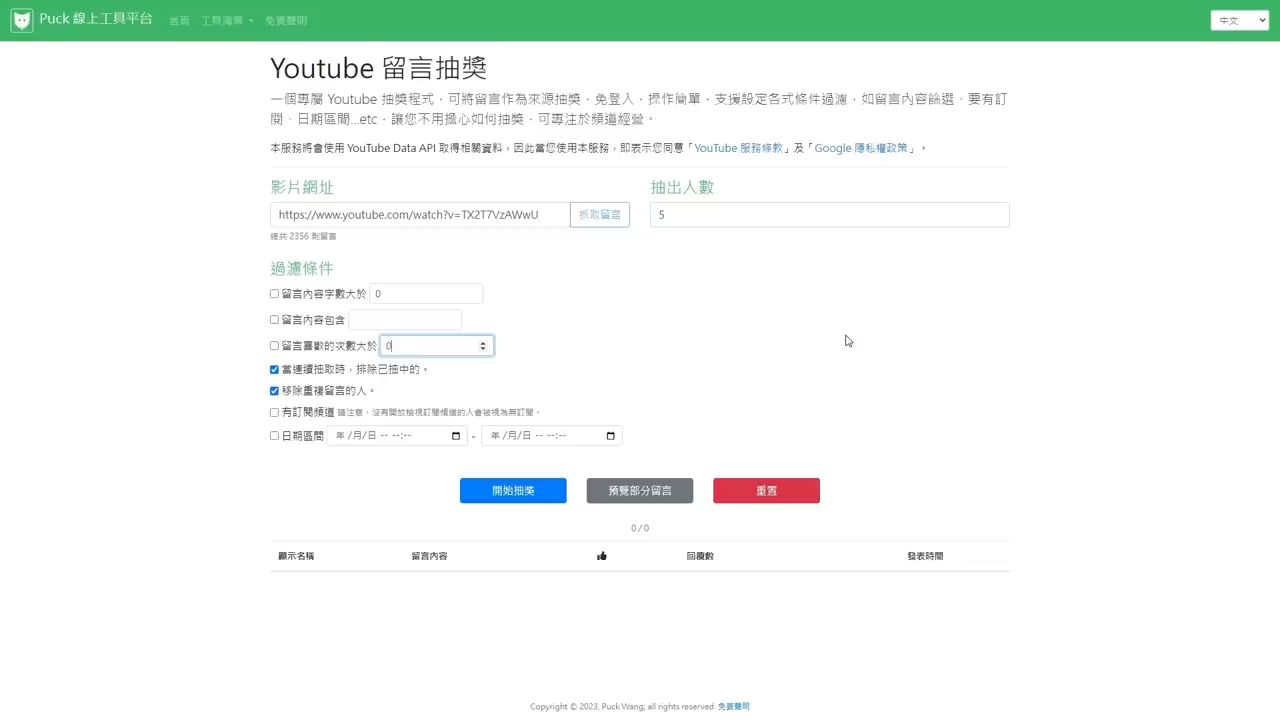 Puck 線上工具平台
首頁
工具清單
免責聲明
中文
Youtube 留言抽獎
一個專屬 Youtube 抽獎程式，可將留言作為來源抽獎，免登入，操作簡單，支援設定各式條件過濾，如留言內容篩選、要有訂
閱、日期區間...etc，讓您不用擔心如何抽獎，可專注於頻道經營。
本服務將會使用 YouTube Data API 取得相關資料，因此當您使用本服務，即表示您同意「YouTube 服務條款」及「Google 隱私權政策」。
影片網址
抽出人數
https://www.youtube.com/watch?v=TX2T7VzAWwU
抓取留言
5
總共 2356 則留言
過濾條件
留言內容字數大於 0
留言內容包含
留言喜歡的次數大於 0
當連續抽取時，排除已抽中的。
移除重複留言的人。
有訂閱頻道 請注意，沒有開放檢視訂閱頻道的人會被視為無訂閱。
日期區間 年 /月/日 -- --:-- - 年 /月/日 -- --:--
開始抽獎
預覽部分留言
重置
0 / 0
顯示名稱
留言內容
回覆數
發表時間
Copyright © 2023, Puck Wang; all rights reserved. 免責聲明